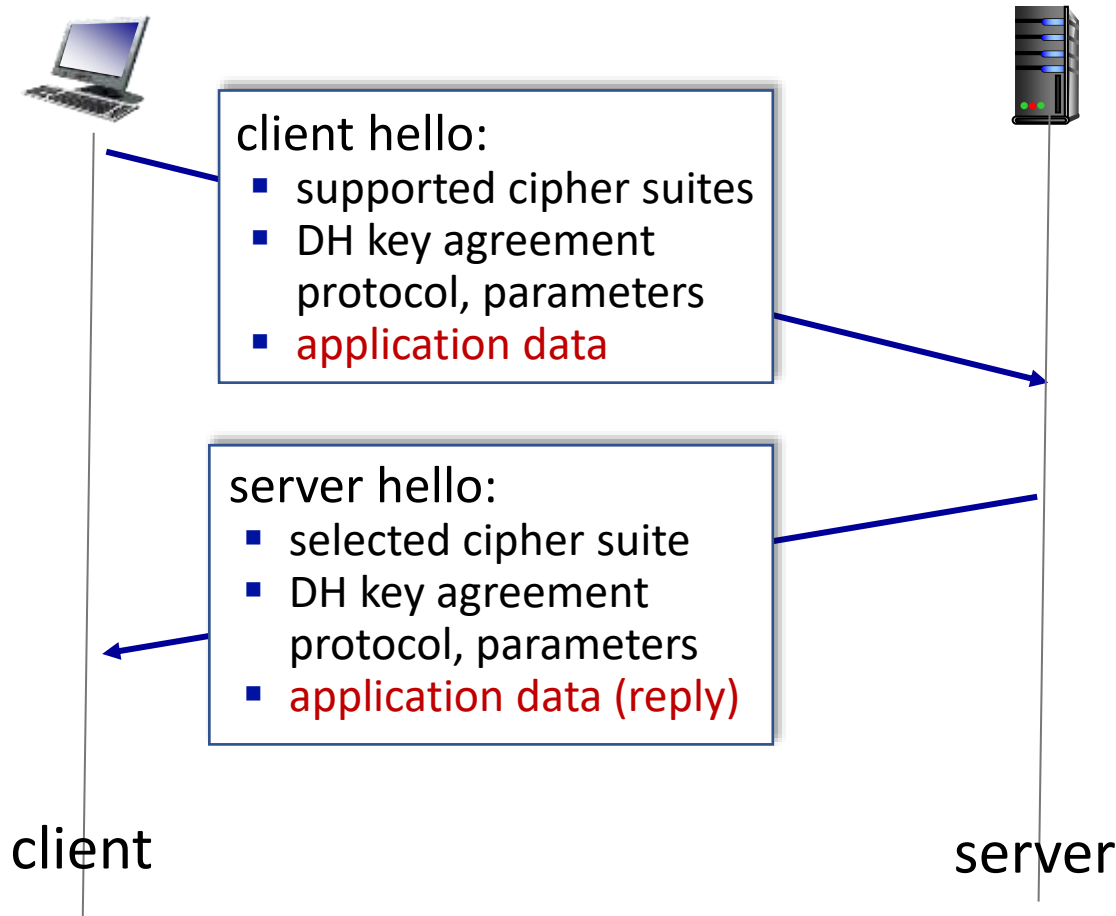 client hello:
▪ supported cipher suites
▪ DH key agreement
protocol, parameters
▪ application data
server hello:
▪ selected cipher suite
▪ DH key agreement
protocol, parameters
▪ application data (reply)
client
server